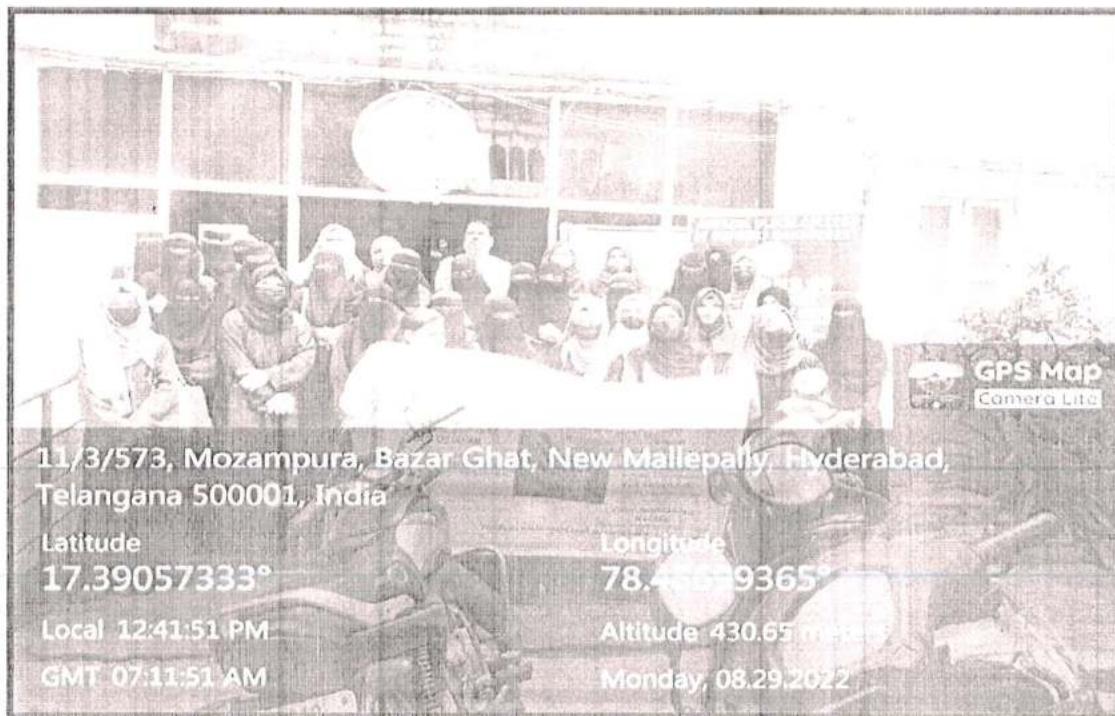 GPS Map
Camera Lite
11/3/573, Mozampura, Bazar Ghat, New Mallepally, Hyderabad,
Telangana 500001, India
Latitude
17.39057333°
Longitude
Local 12:41:51 PM
Altitude 430.65 meters
GMT 07:11:51 AM
Monday, 08.29.2022